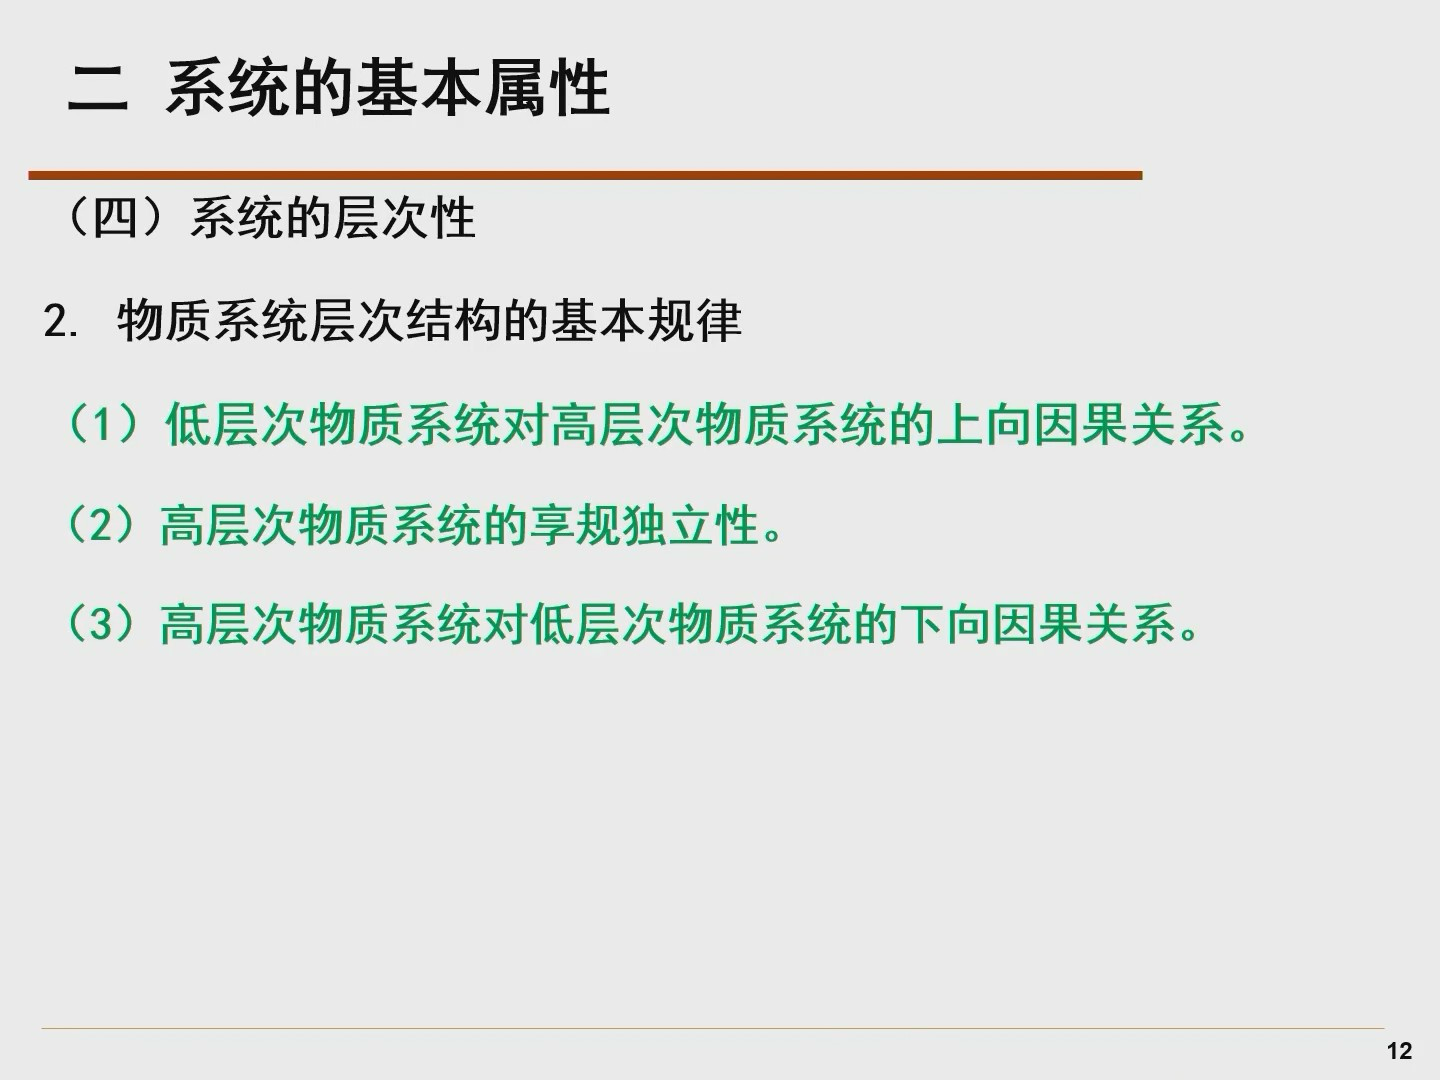 二 系统的基本属性
（四）系统的层次性
2. 物质系统层次结构的基本规律
（1）低层次物质系统对高层次物质系统的上向因果关系。
（2）高层次物质系统的享规独立性。
（3）高层次物质系统对低层次物质系统的下向因果关系。
12